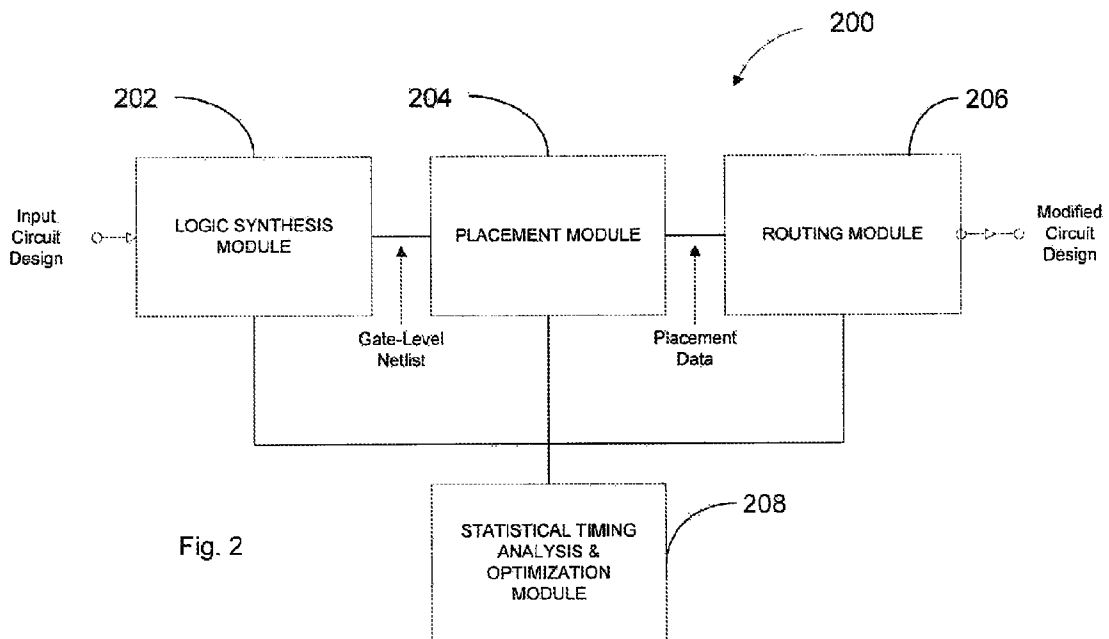 200
202
204
206
Input
Circuit
Design
LOGIC SYNTHESIS
MODULE
PLACEMENT MODULE
ROUTING MODULE
Modified
Circuit
Design
Gate-Level
Netlist
Placement
Data
208
STATISTICAL TIMING
ANALYSIS &
OPTIMIZATION
MODULE
Fig. 2